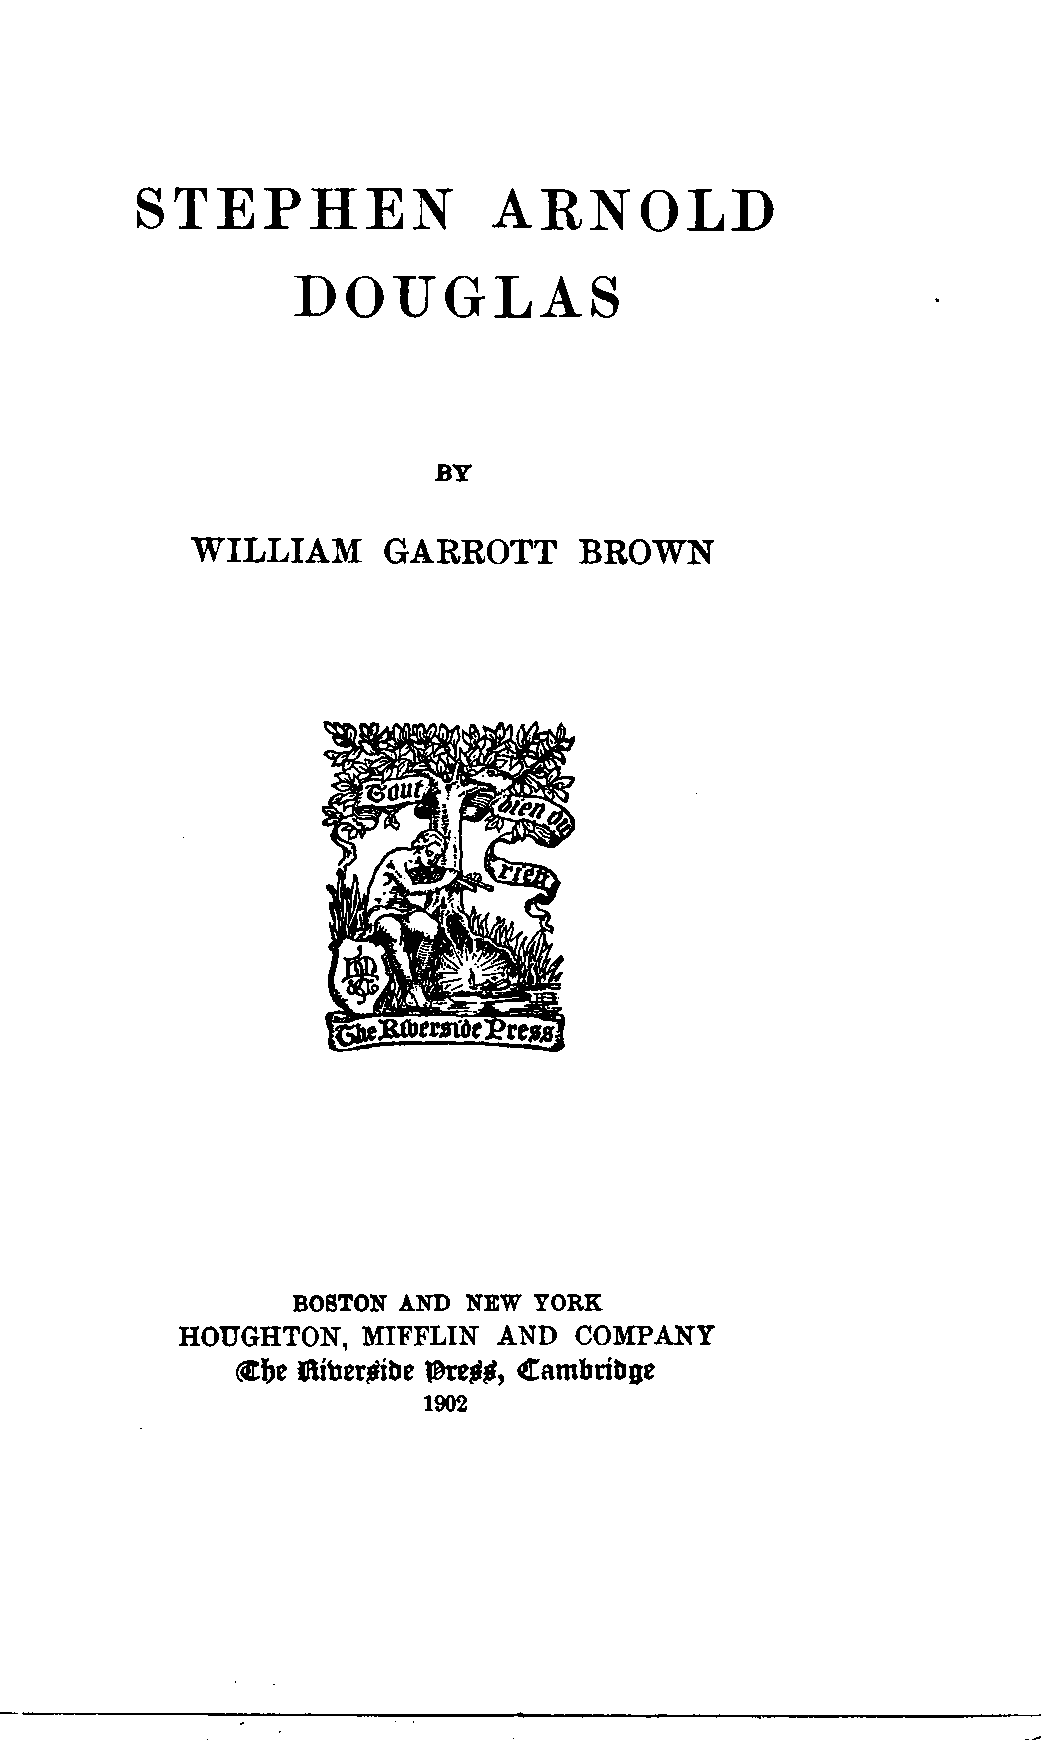 STEPHEN ARNOLD
DOUGLAS
BY
WILLIAM GARROTT BROWN
Tout
bien ou
rien
The Riverside Press
BOSTON AND NEW YORK
HOUGHTON, MIFFLIN AND COMPANY
The Riverside Press, Cambridge
1902